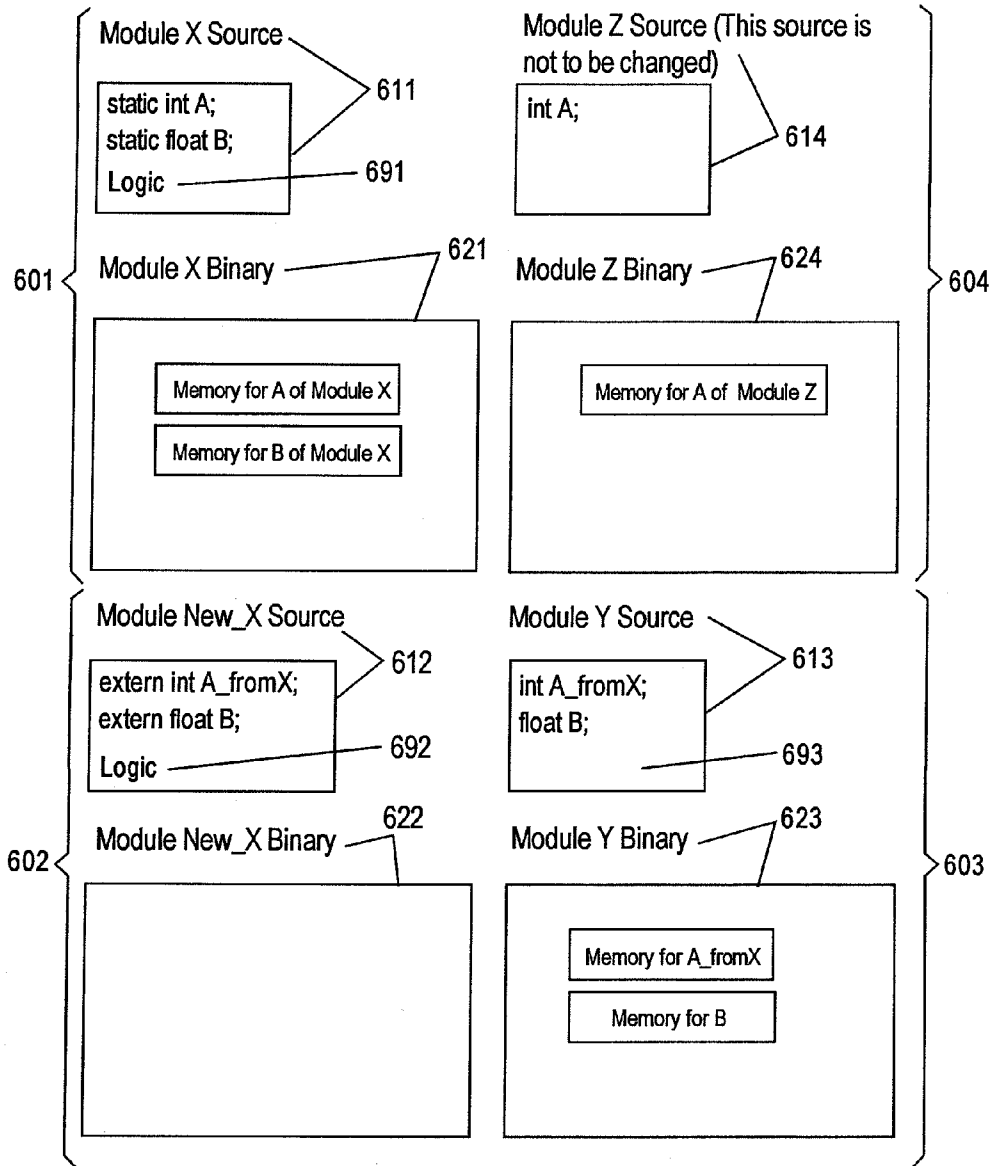 Module X Source
611
static int A;
static float B;
Logic
691
Module Z Source (This source is
not to be changed)
614
int A;
601
Module X Binary
621
Memory for A of Module X
Memory for B of Module X
Module Z Binary
624
604
Memory for A of Module Z
Module New_X Source
612
extern int A_fromX;
extern float B;
Logic
692
Module Y Source
613
int A_fromX;
float B;
693
602
Module New_X Binary
622
Module Y Binary
623
603
Memory for A_fromX
Memory for B